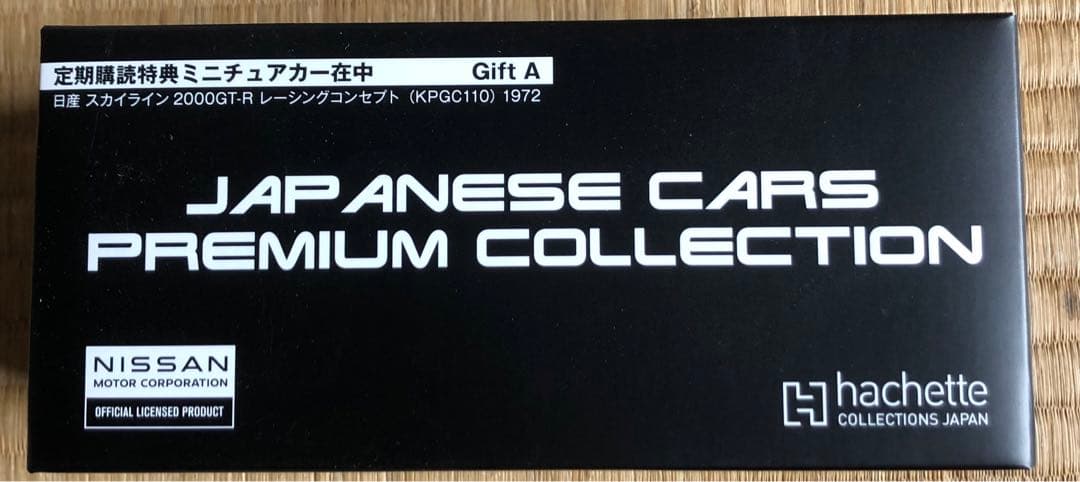 定期購読特典ミニチュアカー在中 Gift A
日産 スカイライン 2000GT-R レーシングコンセプト（KPGC110）1972
JAPANESE CARS
PREMIUM COLLECTION
NISSAN
MOTOR CORPORATION
OFFICIAL LICENSED PRODUCT
hachette
COLLECTIONS JAPAN